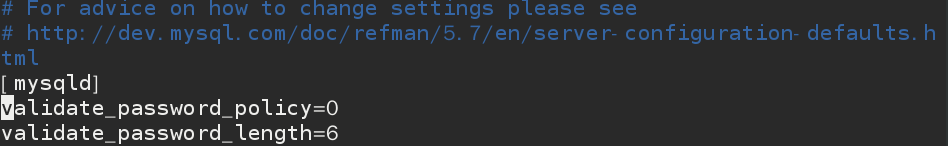 # For advice on how to change settings please see
# http://dev.mysql.com/doc/refman/5.7/en/server-configuration-defaults.h
tml
[mysqld]
validate_password_policy=0
validate_password_length=6